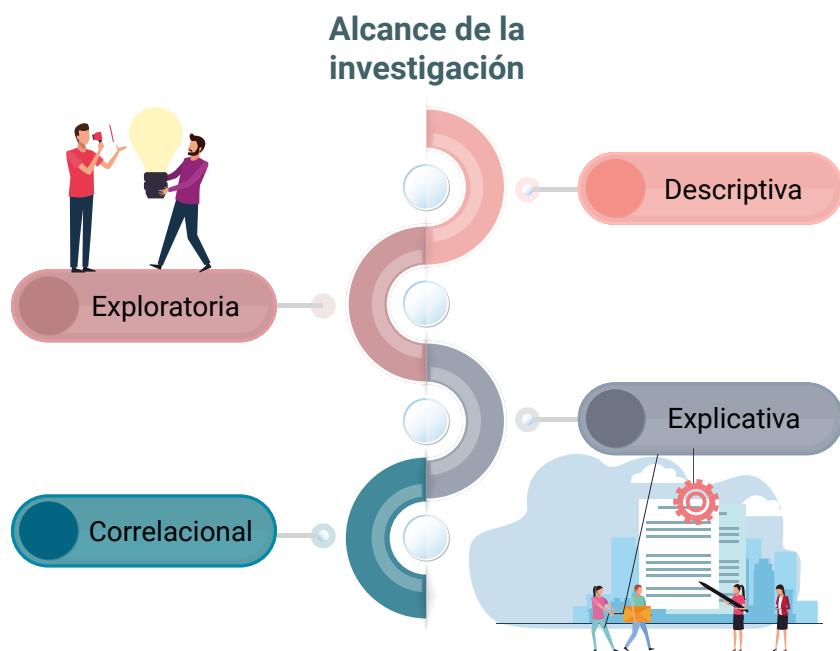 Alcance de la
investigación
Descriptiva
Exploratoria
Explicativa
Correlacional